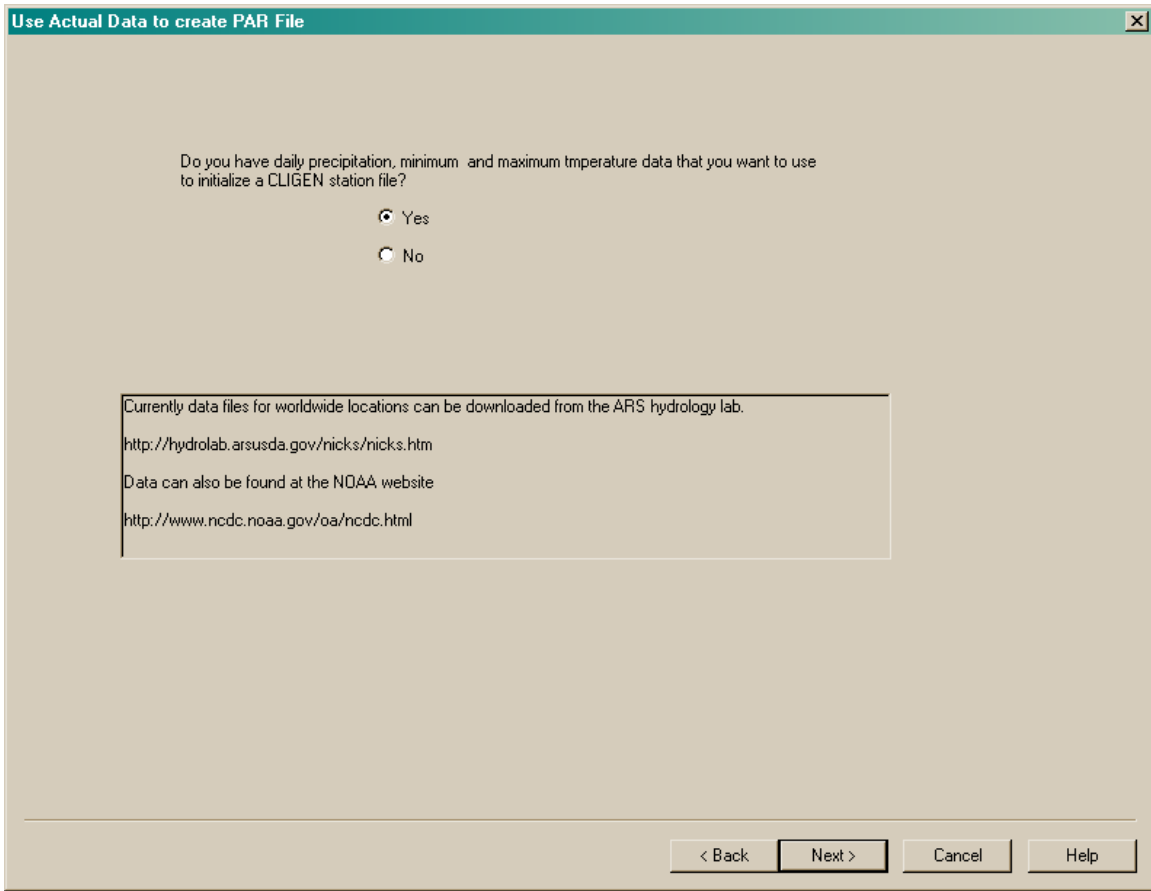 Use Actual Data to create PAR File
Do you have daily precipitation, minimum  and maximum tmperature data that you want to use
to initialize a CLIGEN station file?
Yes
No
Currently data files for worldwide locations can be downloaded from the ARS hydrology lab.
http://hydrolab.arsusda.gov/nicks/nicks.htm
Data can also be found at the NOAA website
http://www.ncdc.noaa.gov/oa/ncdc.html
< Back
Next >
Cancel
Help